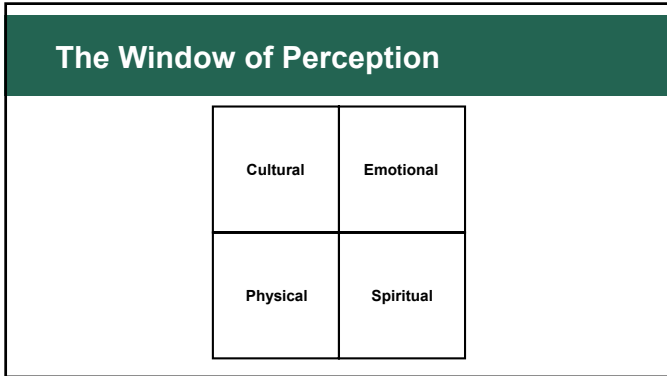 The Window of Perception
Cultural Emotional
Physical Spiritual